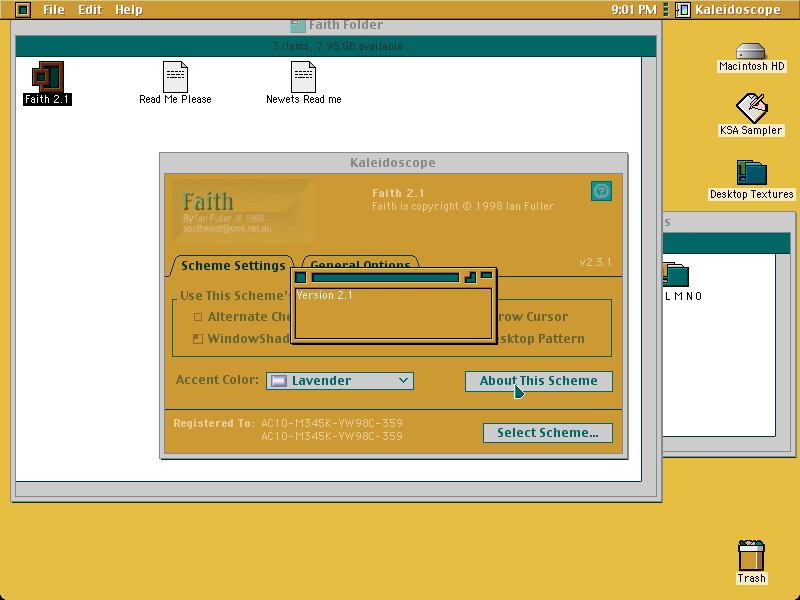 File Edit Help
9:01 PM Kaleidoscope
Faith Folder
3 items, 7.95 GB available
Faith 2.1
Read Me Please
Newets Read me
Macintosh HD
KSA Sampler
Desktop Textures
s
L M N O
Trash
Kaleidoscope
Faith
By Ian Fuller © 1998
southwest@one.net.au
Faith 2.1
Faith is copyright © 1998 Ian Fuller
Scheme Settings
General Options
v2.3.1
Version 2.1
Use This Scheme's
Alternate Che
row Cursor
WindowShad
sktop Pattern
Accent Color:
Lavender
About This Scheme
Registered To: AC10-M345K-VW98C-359
AC10-M345K-VW98C-359
Select Scheme...